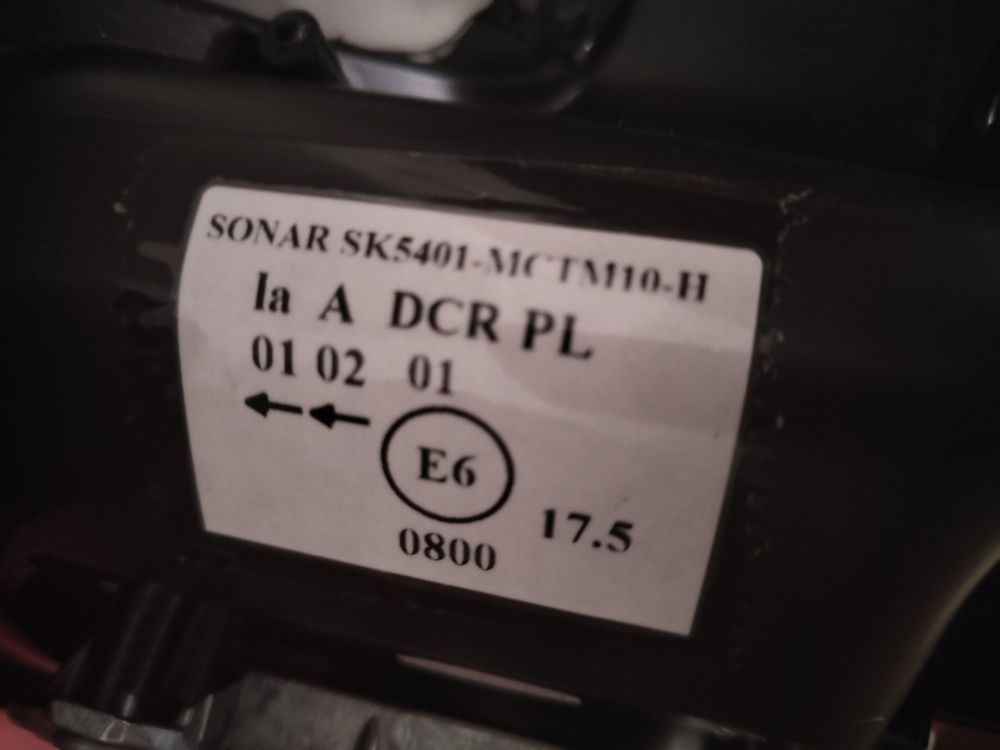 SONAR SK5401-MCTM10-H
Ia A DCR PL
01 02 01
E6
17.5
0800